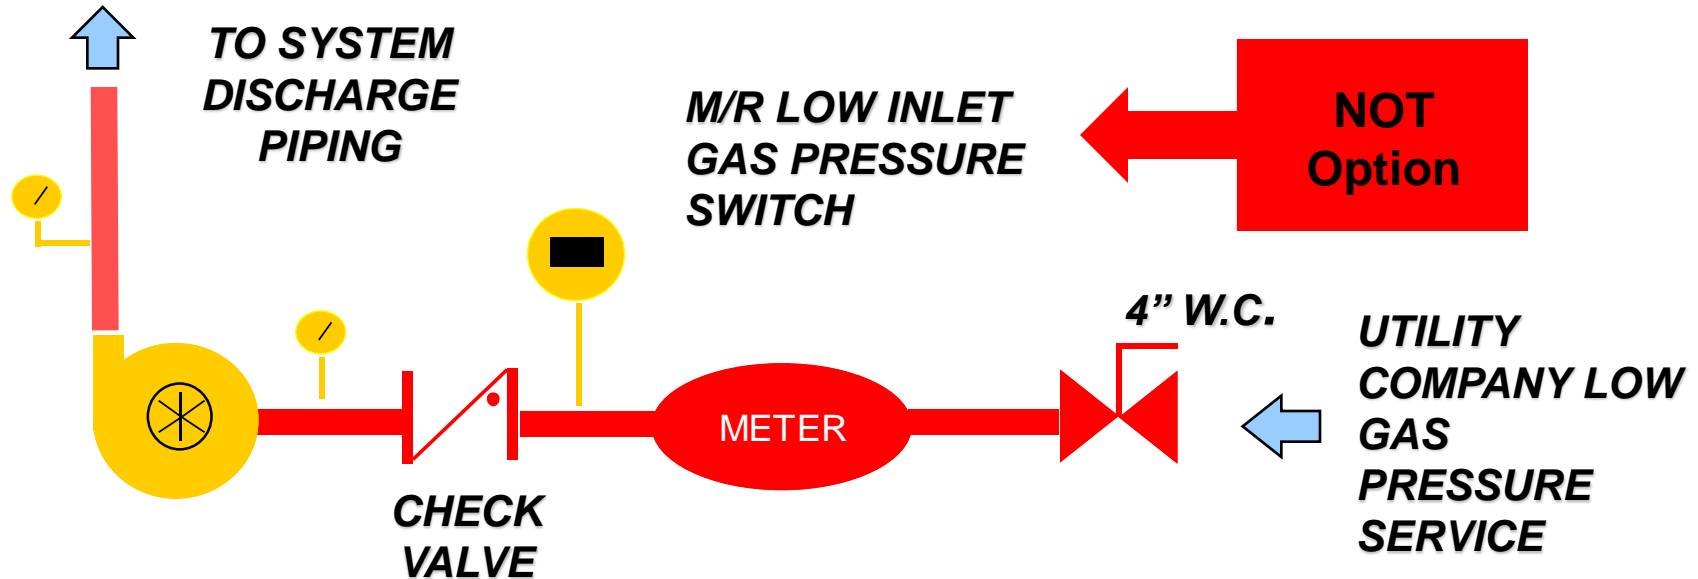 TO SYSTEM
DISCHARGE
PIPING
M/R LOW INLET
GAS PRESSURE
SWITCH
NOT
Option
4” W.C.
UTILITY
COMPANY LOW
GAS
PRESSURE
SERVICE
METER
CHECK
VALVE